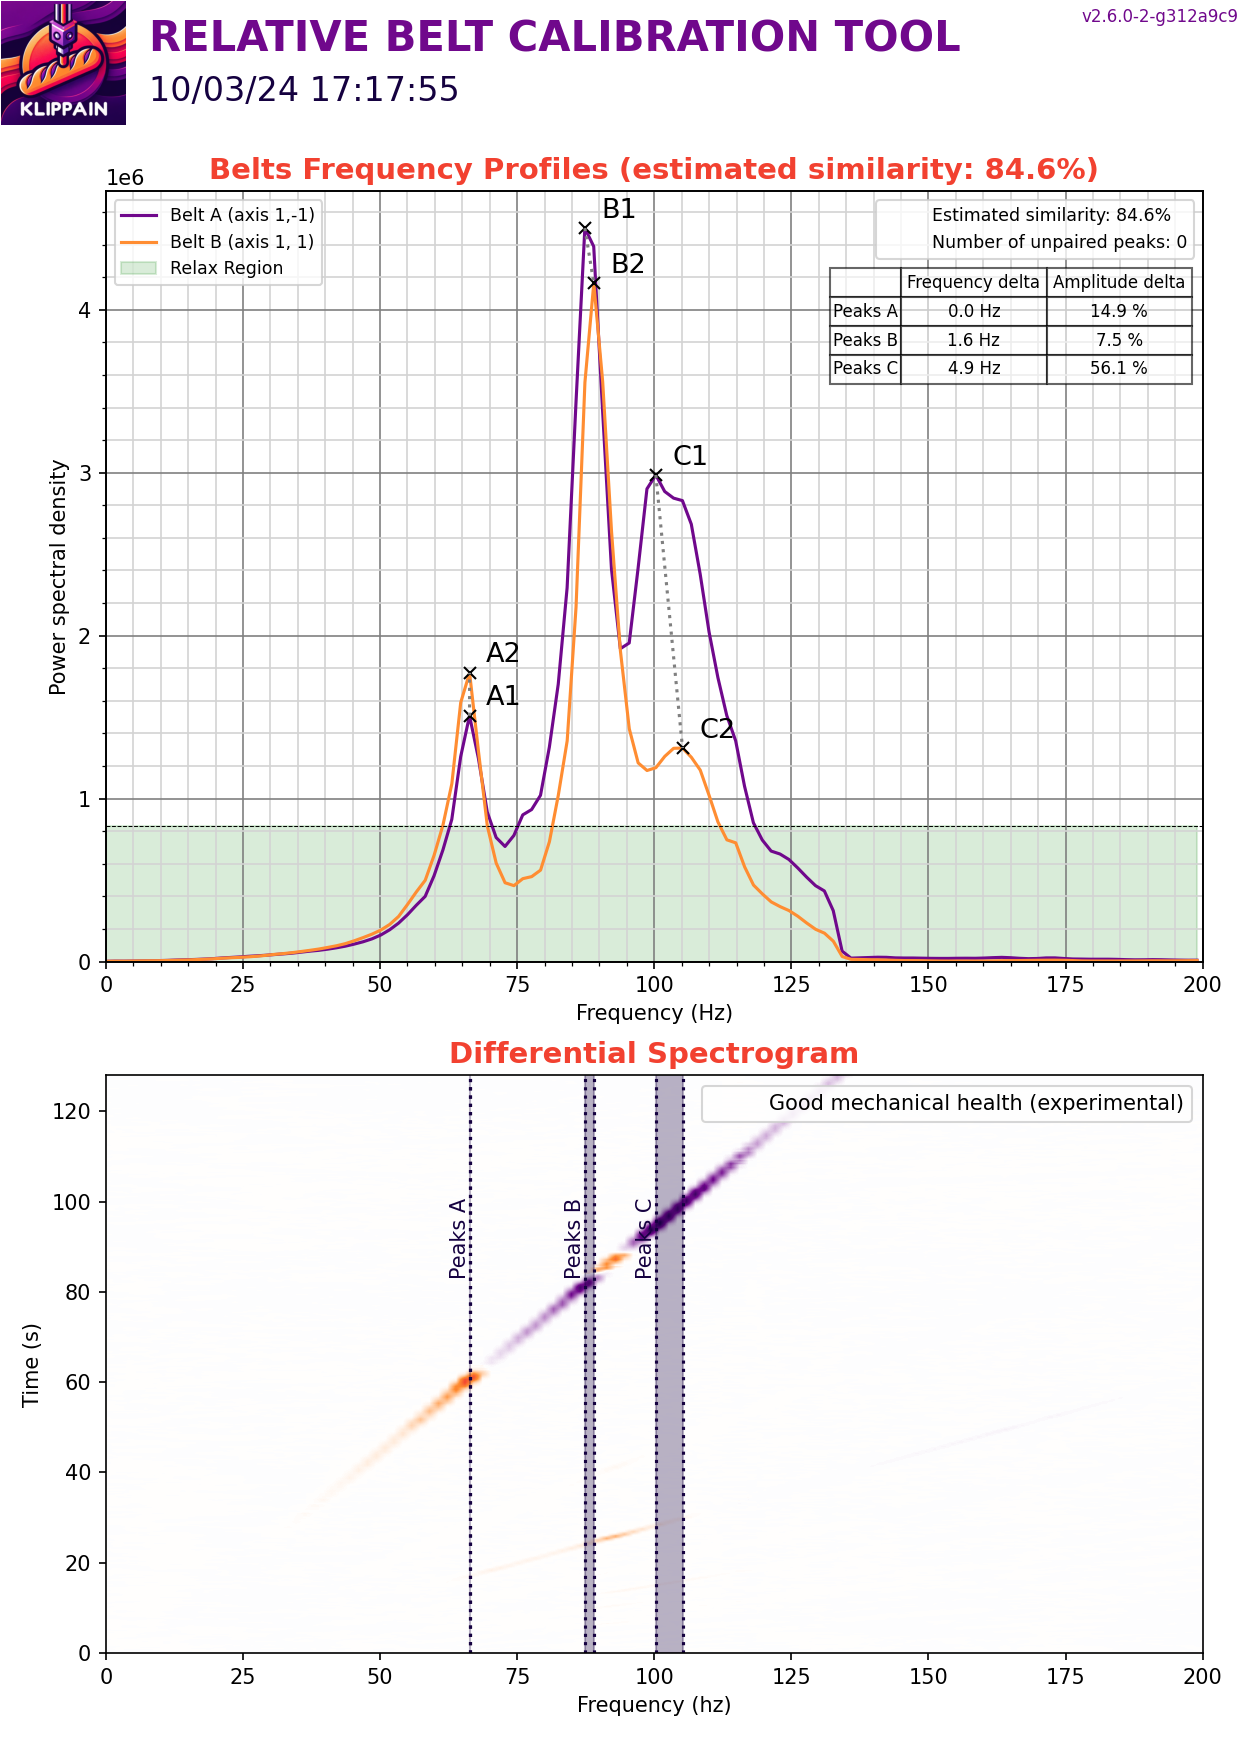 KLIPPAIN
RELATIVE BELT CALIBRATION TOOL
10/03/24 17:17:55
v2.6.0-2-g312a9c9
Belts Frequency Profiles (estimated similarity: 84.6%)
1e6
Belt A (axis 1,-1)
Belt B (axis 1, 1)
Relax Region
Estimated similarity: 84.6%
Number of unpaired peaks: 0
Frequency delta Amplitude delta
Peaks A 0.0 Hz 14.9 %
Peaks B 1.6 Hz 7.5 %
Peaks C 4.9 Hz 56.1 %
B1
B2
C1
A2
A1
C2
4
3
2
1
0
Power spectral density
0 25 50 75 100 125 150 175 200
Frequency (Hz)
Differential Spectrogram
Good mechanical health (experimental)
Peaks A
Peaks B
Peaks C
120
100
80
60
40
20
0
Time (s)
0 25 50 75 100 125 150 175 200
Frequency (hz)